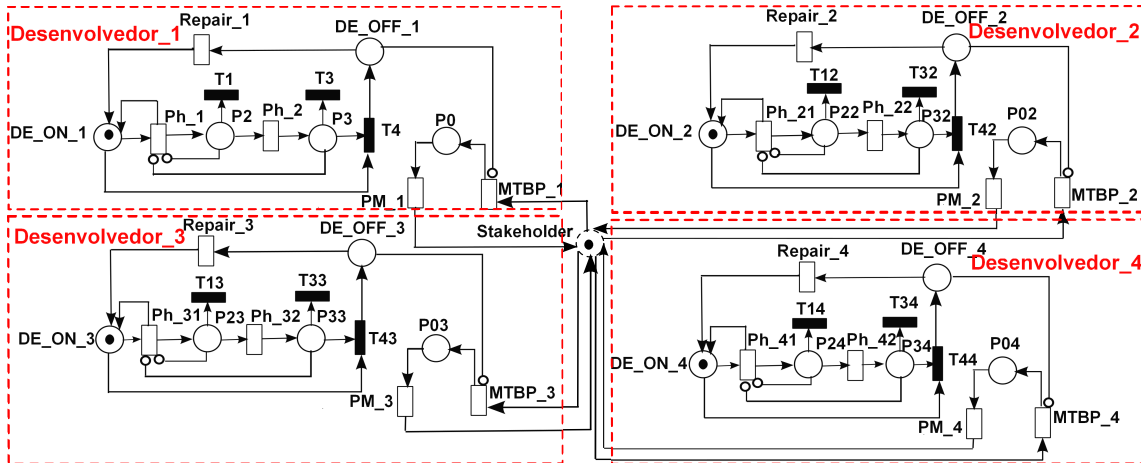 Desenvolvedor_1
Repair_1
DE_OFF_1
T1
T3
Ph_1
P2
Ph_2
P3
T4
DE_ON_1
P0
PM_1
MTBP_1
Desenvolvedor_2
Repair_2
DE_OFF_2
T12
T32
Ph_21
P22
Ph_22
P32
T42
DE_ON_2
P02
PM_2
MTBP_2
Stakeholder
Desenvolvedor_3
Repair_3
DE_OFF_3
T13
T33
Ph_31
P23
Ph_32
P33
T43
DE_ON_3
P03
PM_3
MTBP_3
Desenvolvedor_4
Repair_4
DE_OFF_4
T14
T34
Ph_41
P24
Ph_42
P34
T44
DE_ON_4
P04
PM_4
MTBP_4